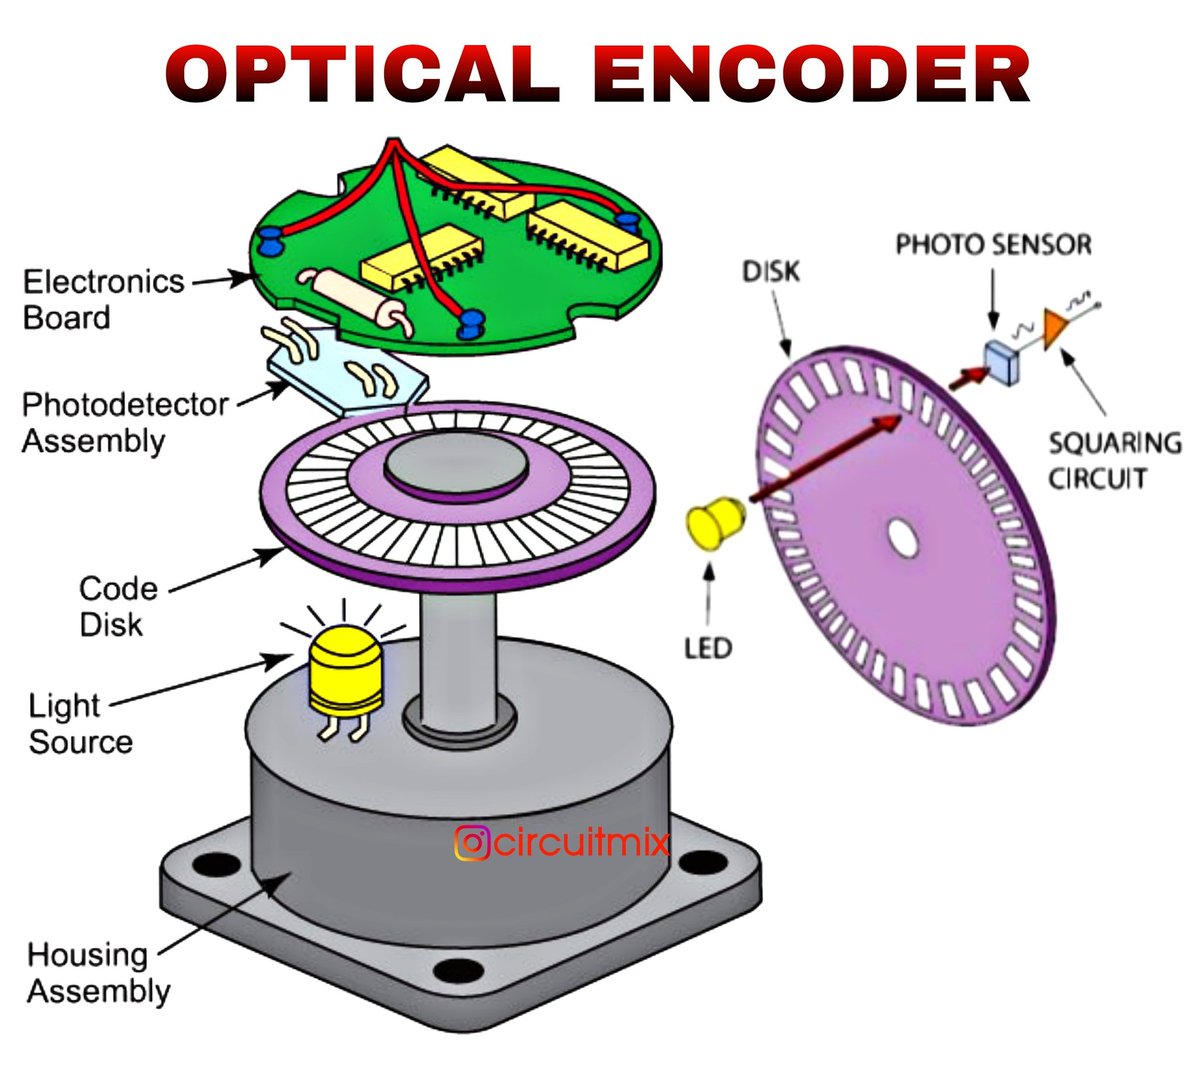 OPTICAL ENCODER
Electronics
Board
Photodetector
Assembly
Code
Disk
Light
Source
Housing
Assembly
circuitmix
DISK
PHOTO SENSOR
SQUARING
CIRCUIT
LED